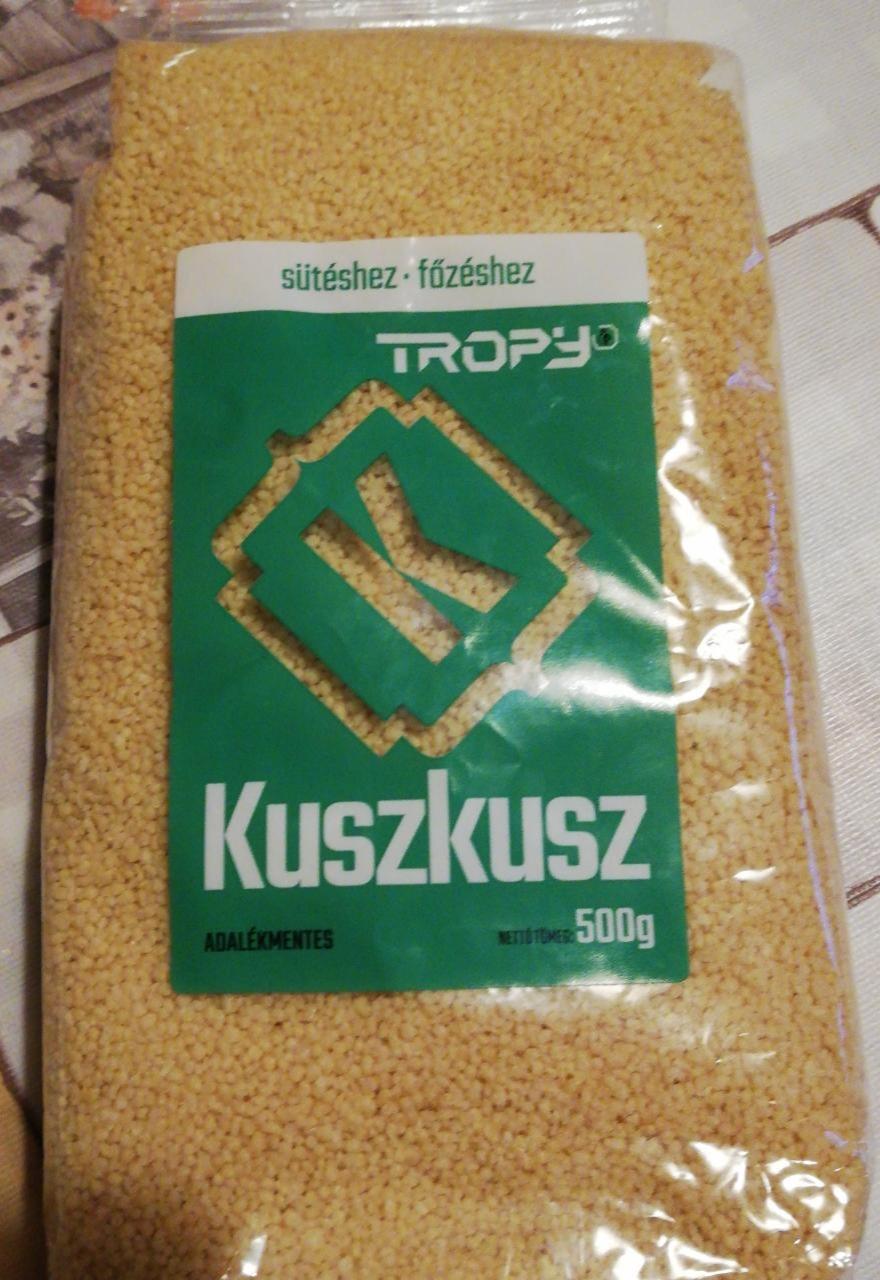 sütéshez · főzéshez
TROPY
K
Kuszkusz
ADALÉKMENTES
NETTÓ TÖMEG: 500g